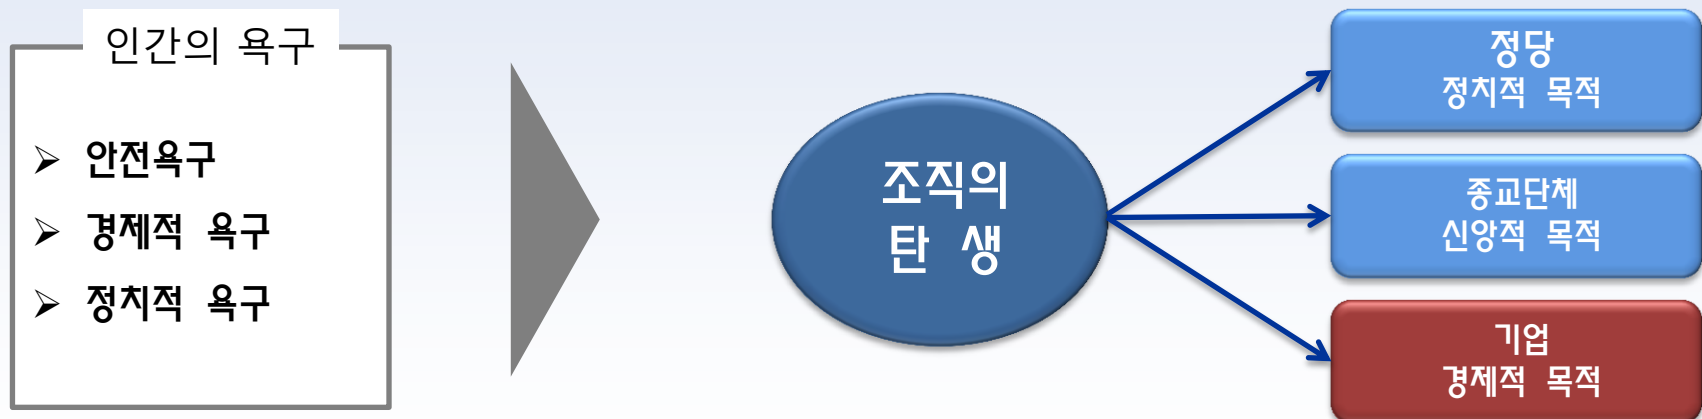 인간의 욕구
➢ 안전욕구
➢ 경제적 욕구
➢ 정치적 욕구
조직의
탄 생
정당
정치적 목적
종교단체
신앙적 목적
기업
경제적 목적